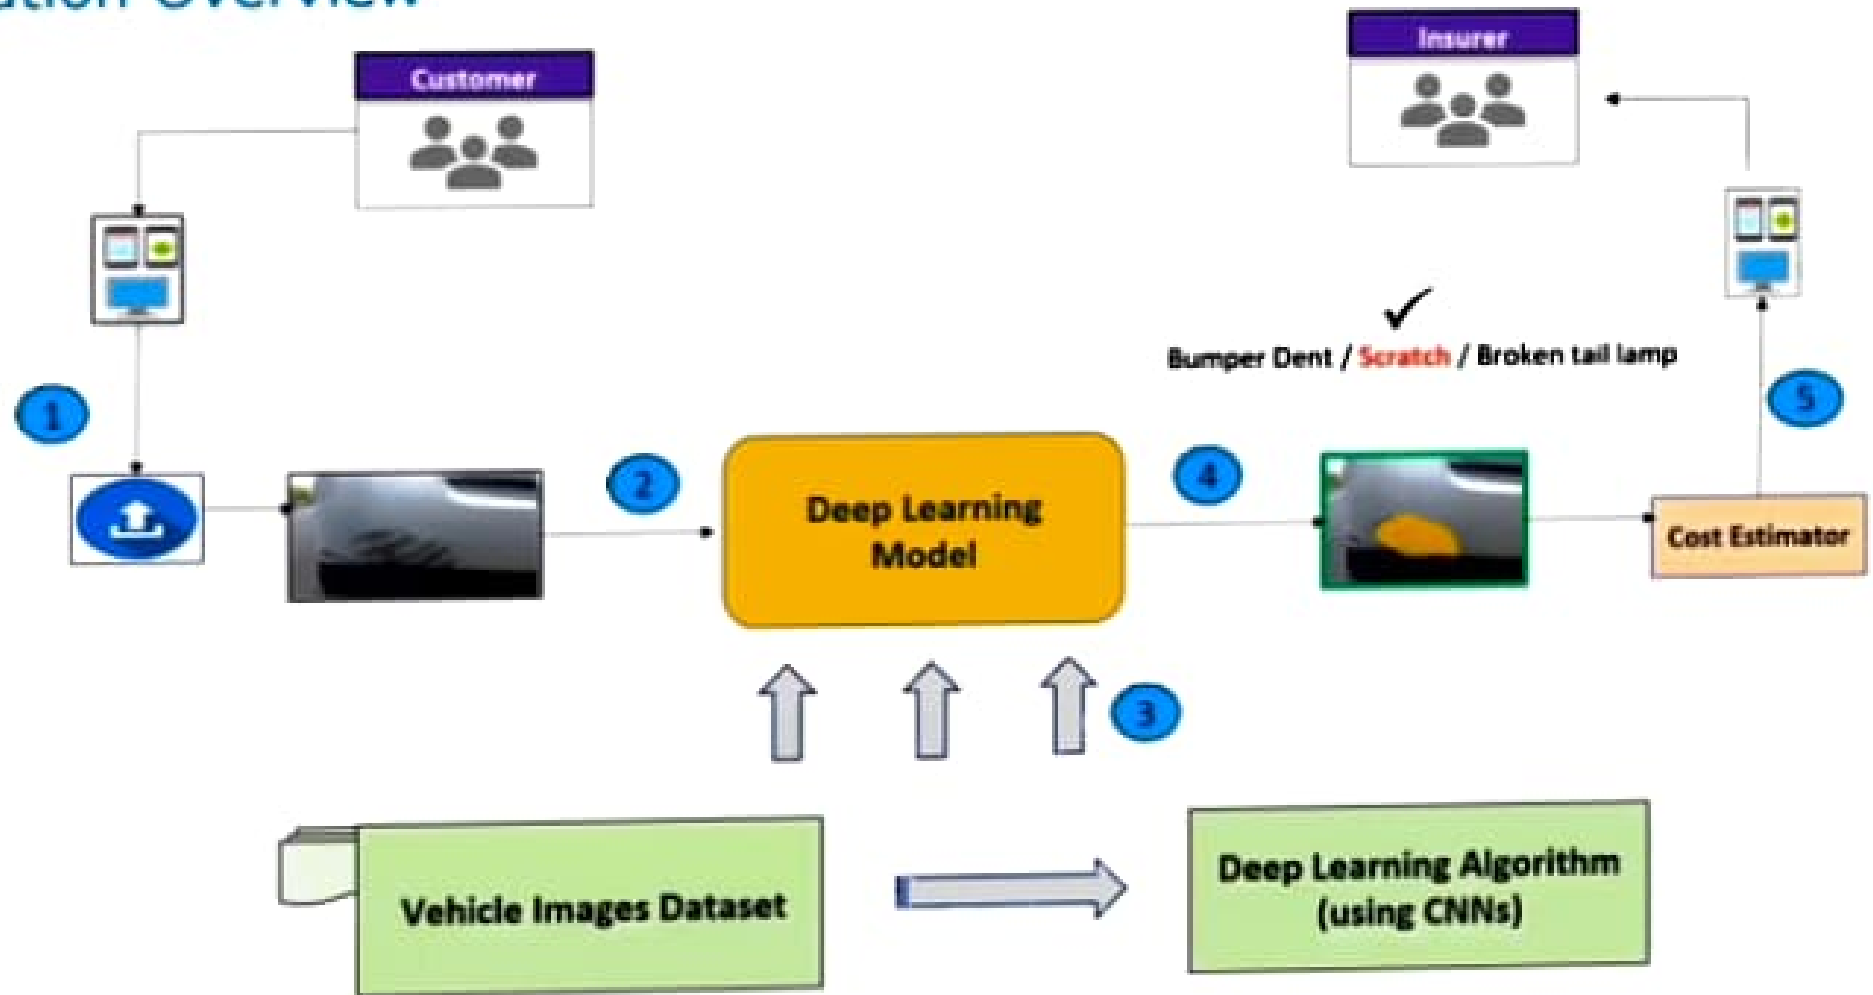 Overview
Customer
Insurer
Bumper Dent / Scratch / Broken tail lamp
1
2
Deep Learning
Model
4
5
Cost Estimator
3
Vehicle Images Dataset
Deep Learning Algorithm
(using CNNs)